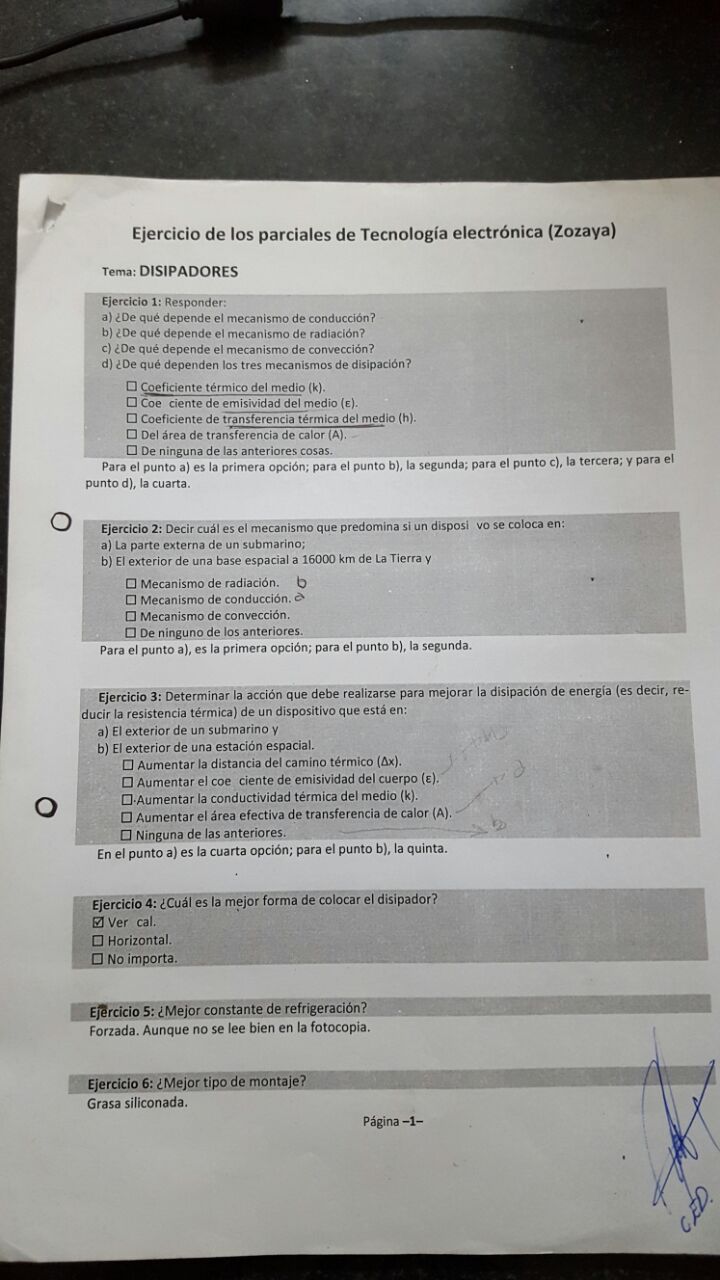 Ejercicio de los parciales de Tecnología electrónica (Zozaya)
Tema: DISIPADORES
Ejercicio 1: Responder:
a) ¿De qué depende el mecanismo de conducción?
b) ¿De qué depende el mecanismo de radiación?
c) ¿De qué depende el mecanismo de convección?
d) ¿De qué dependen los tres mecanismos de disipación?
☐ Coeficiente térmico del medio (k).
☐ Coe ciente de emisividad del medio (ε).
☐ Coeficiente de transferencia térmica del medio (h).
☐ Del área de transferencia de calor (A).
☐ De ninguna de las anteriores cosas.
Para el punto a) es la primera opción; para el punto b), la segunda; para el punto c), la tercera; y para el
punto d), la cuarta.
Ejercicio 2: Decir cuál es el mecanismo que predomina si un disposi vo se coloca en:
a) La parte externa de un submarino;
b) El exterior de una base espacial a 16000 km de La Tierra y
☐ Mecanismo de radiación. b
☐ Mecanismo de conducción. a
☐ Mecanismo de convección.
☐ De ninguno de los anteriores.
Para el punto a), es la primera opción; para el punto b), la segunda.
Ejercicio 3: Determinar la acción que debe realizarse para mejorar la disipación de energía (es decir, re-
ducir la resistencia térmica) de un dispositivo que está en:
a) El exterior de un submarino y
b) El exterior de una estación espacial.
☐ Aumentar la distancia del camino térmico (Δx).
☐ Aumentar el coe ciente de emisividad del cuerpo (ε).
☐ Aumentar la conductividad térmica del medio (k).
☐ Aumentar el área efectiva de transferencia de calor (A). a
☐ Ninguna de las anteriores. b
En el punto a) es la cuarta opción; para el punto b), la quinta.
Ejercicio 4: ¿Cuál es la mejor forma de colocar el disipador?
☑ Ver cal.
☐ Horizontal.
☐ No importa.
Ejercicio 5: ¿Mejor constante de refrigeración?
Forzada. Aunque no se lee bien en la fotocopia.
Ejercicio 6: ¿Mejor tipo de montaje?
Grasa siliconada.
Página –1–